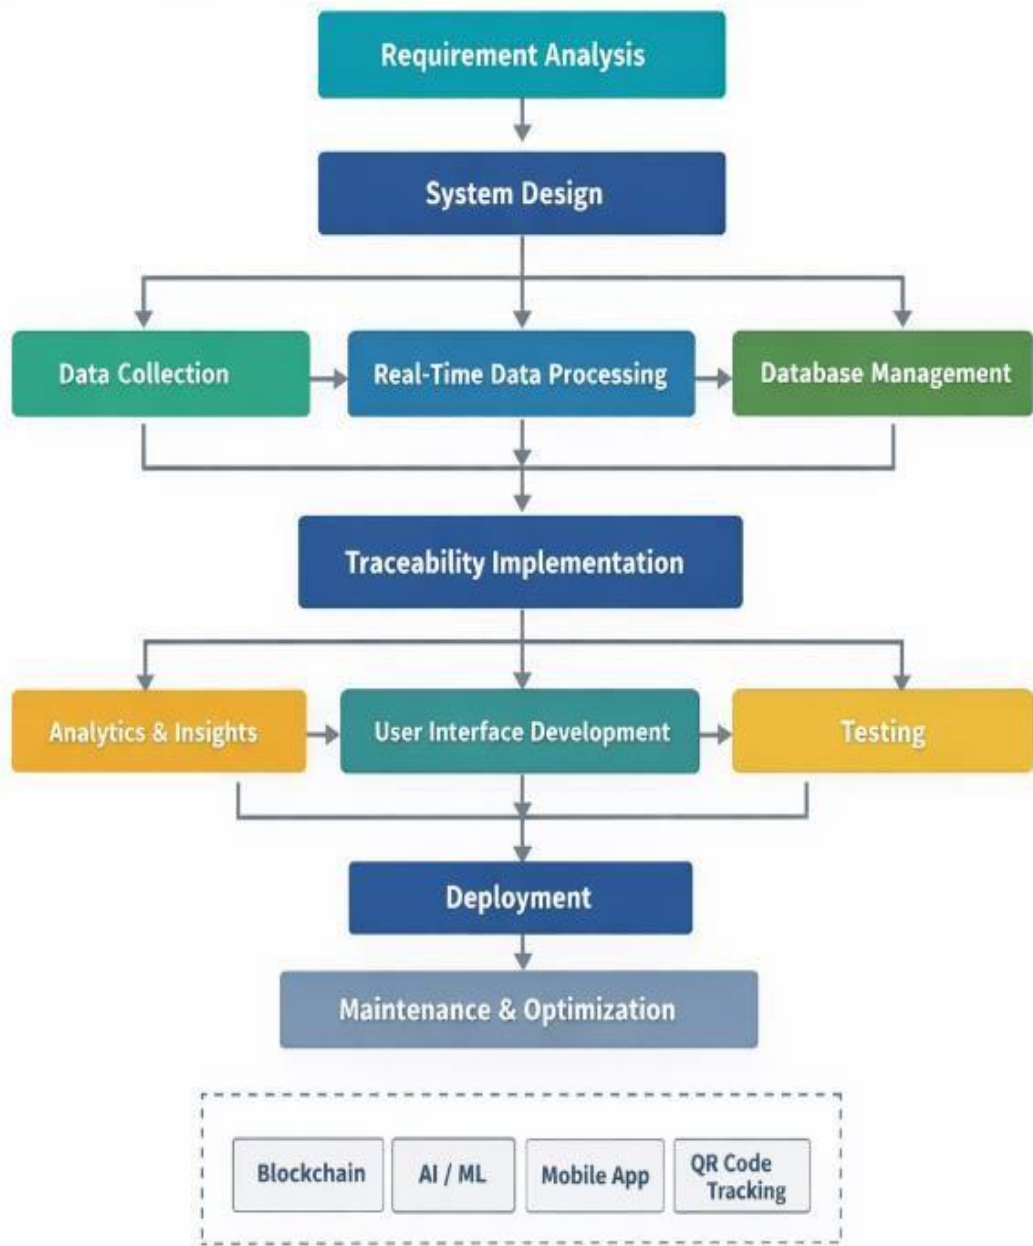 Requirement Analysis
System Design
Data Collection
Real-Time Data Processing
Database Management
Traceability Implementation
Analytics & Insights
User Interface Development
Testing
Deployment
Maintenance & Optimization
Blockchain
AI / ML
Mobile App
QR Code
Tracking